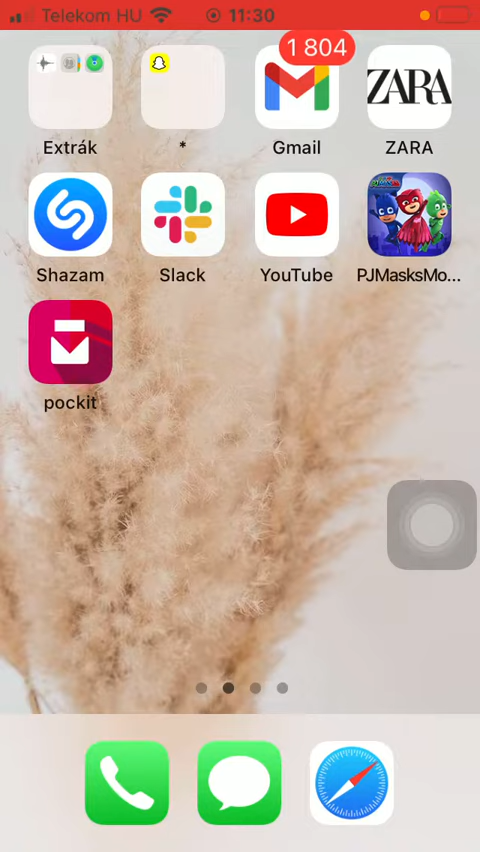 Telekom HU 11:30
1 804
ZARA
Extrák * Gmail ZARA
Shazam Slack YouTube PJMasksMo...
pockit